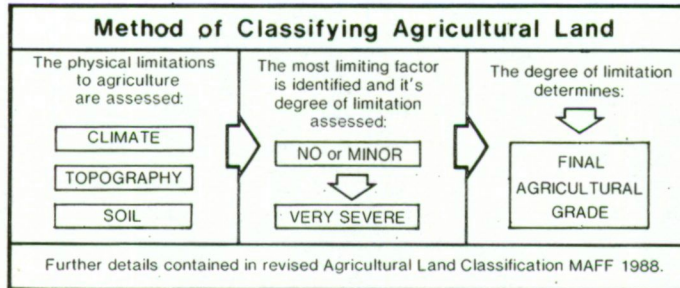 Method of Classifying Agricultural Land
The physical limitations
to agriculture
are assessed:
CLIMATE
TOPOGRAPHY
SOIL
The most limiting factor
is identified and it's
degree of limitation
assessed:
NO or MINOR
VERY SEVERE
The degree of limitation
determines:
FINAL
AGRICULTURAL
GRADE
Further details contained in revised Agricultural Land Classification MAFF 1988.